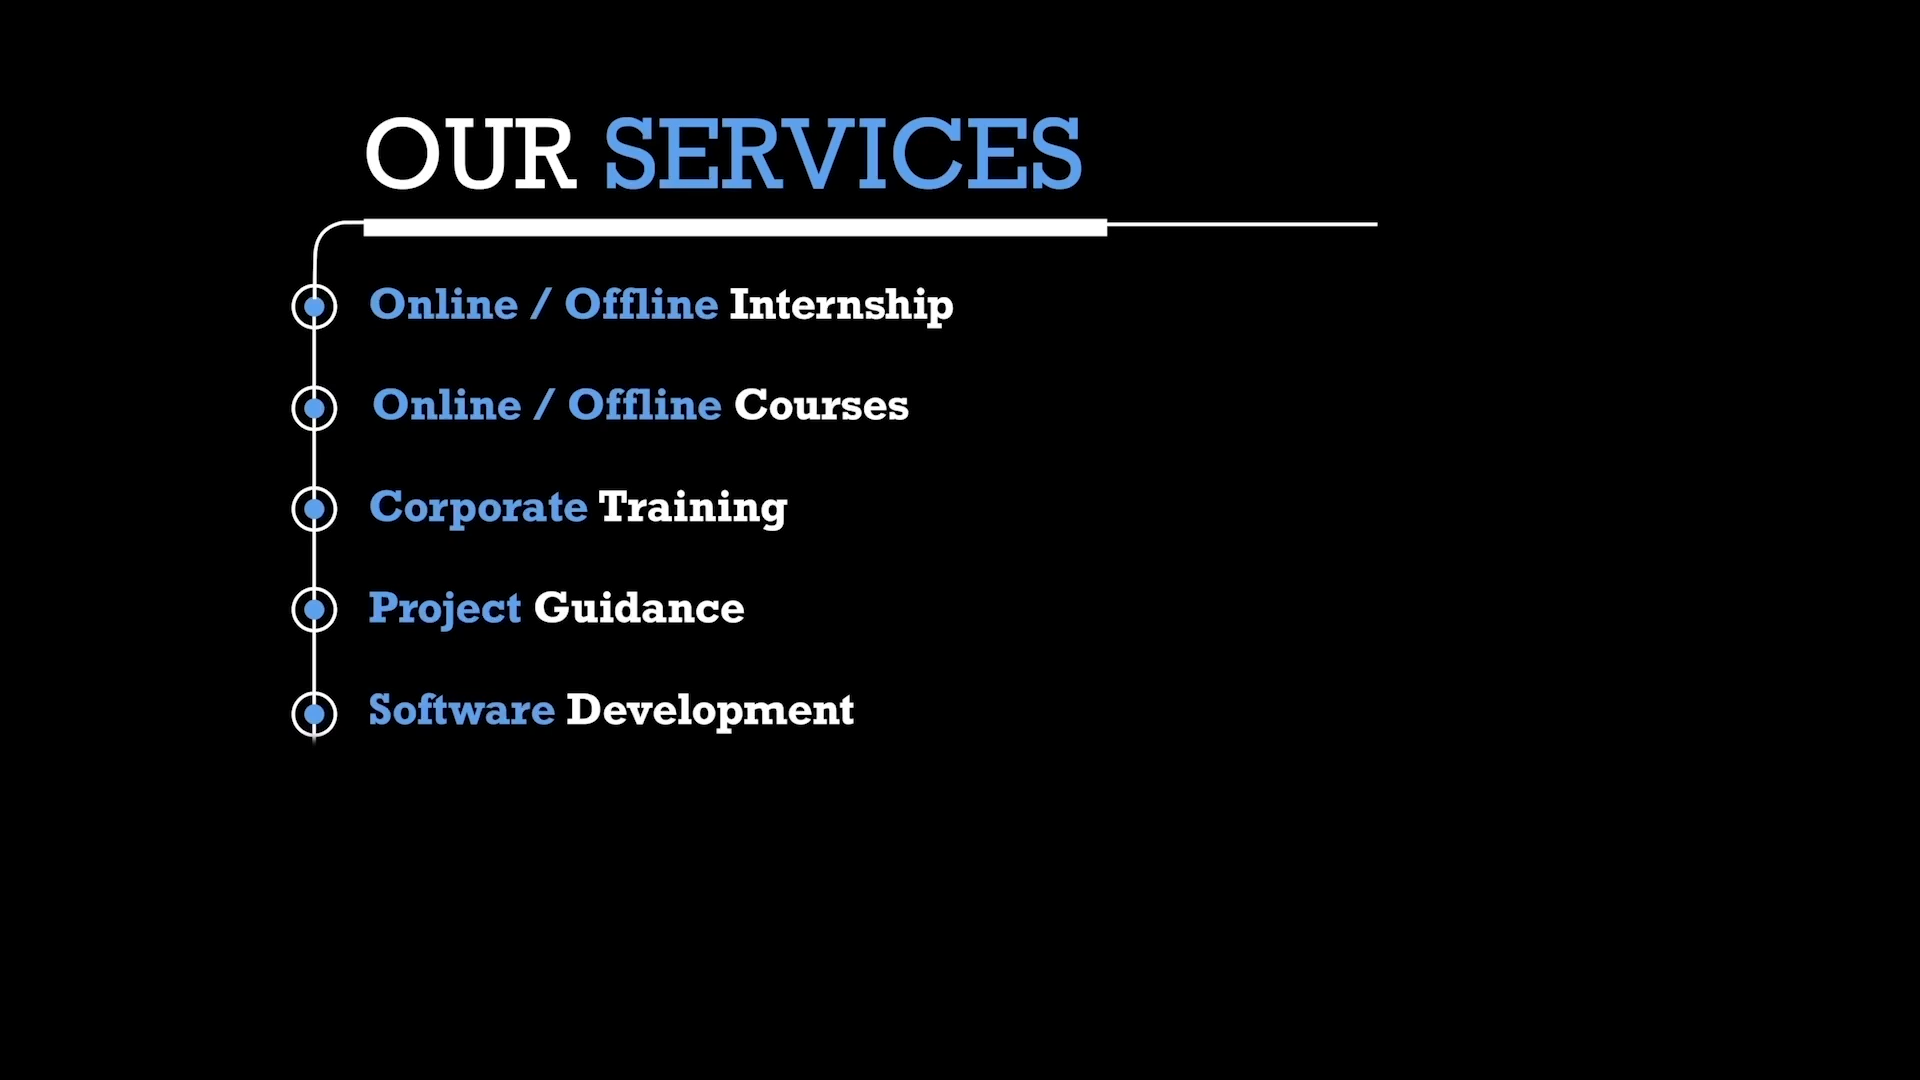 OUR SERVICES
Online / Offline Internship
Online / Offline Courses
Corporate Training
Project Guidance
Software Development